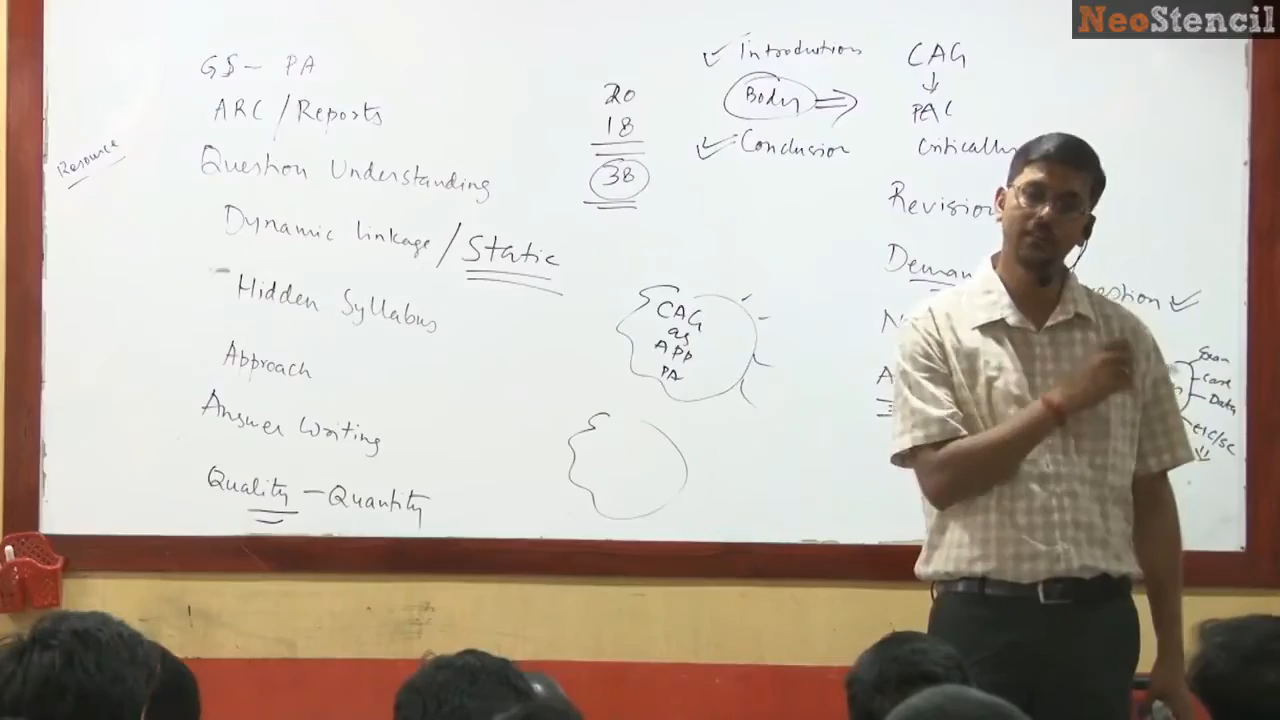 NeoStencil
GS - PA
ARC / Reports
Resource
Question Understanding
Dynamic linkage / Static
Hidden Syllabus
Approach
Answer Writing
Quality - Quantity
20
18
38
Introduction
Body
Conclusion
CAG
as
APP
PA
CAG
PAC
Critically
Revision
Deman
estion
N
A
Case
Data